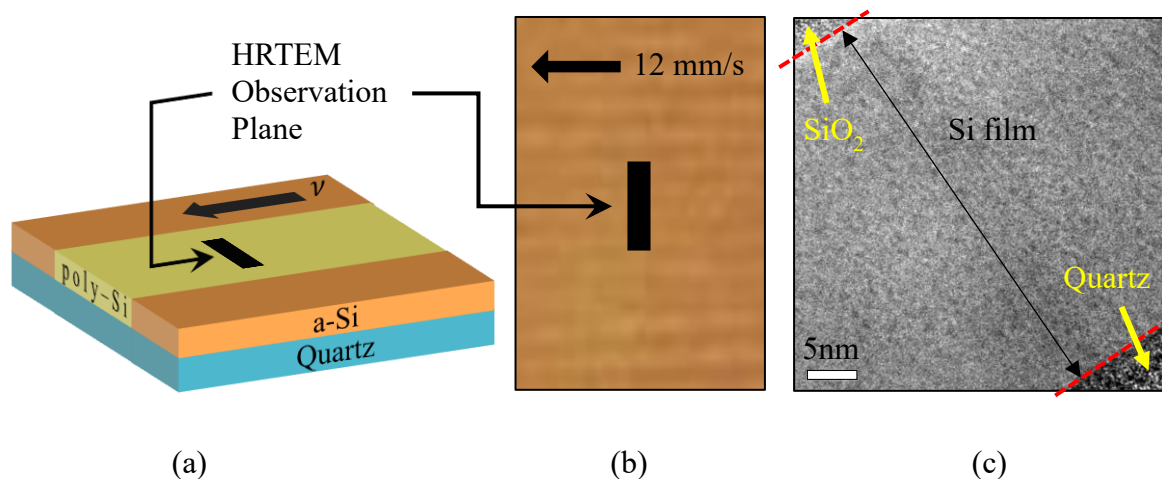 HRTEM
Observation
Plane
ν
poly-Si
a-Si
Quartz
12 mm/s
SiO₂
Si film
Quartz
5nm
(a)
(b)
(c)